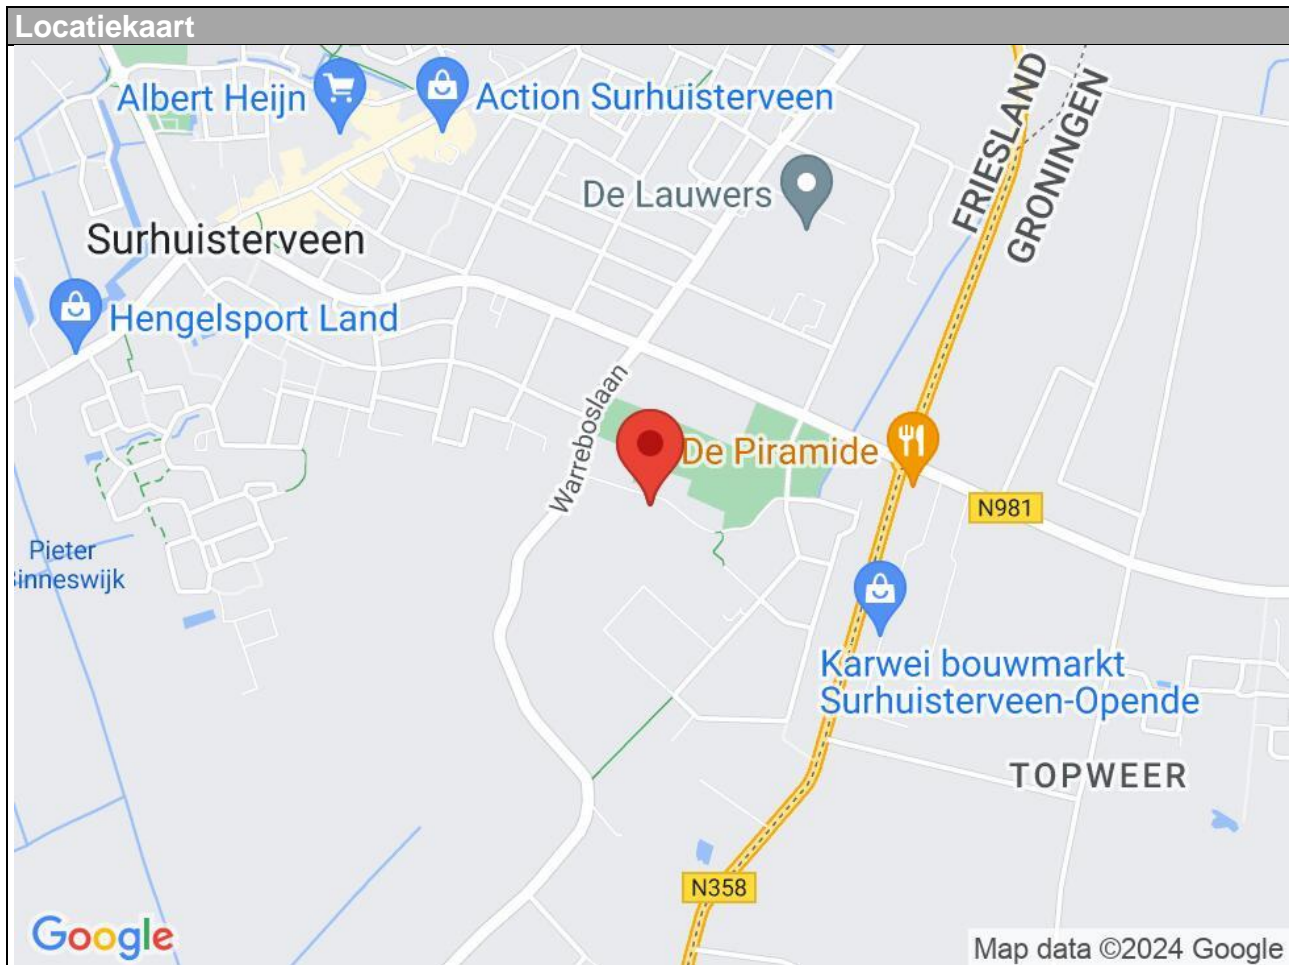 Locatiekaart
Albert Heijn
Action Surhuisterveen
FRIESLAND
GRONINGEN
De Lauwers
Surhuisterveen
Hengelsport Land
Warreboslaan
De Piramide
N981
Pieter
Binneswijk
Karwei bouwmarkt
Surhuisterveen-Opende
TOPWEER
N358
Google
Map data ©2024 Google